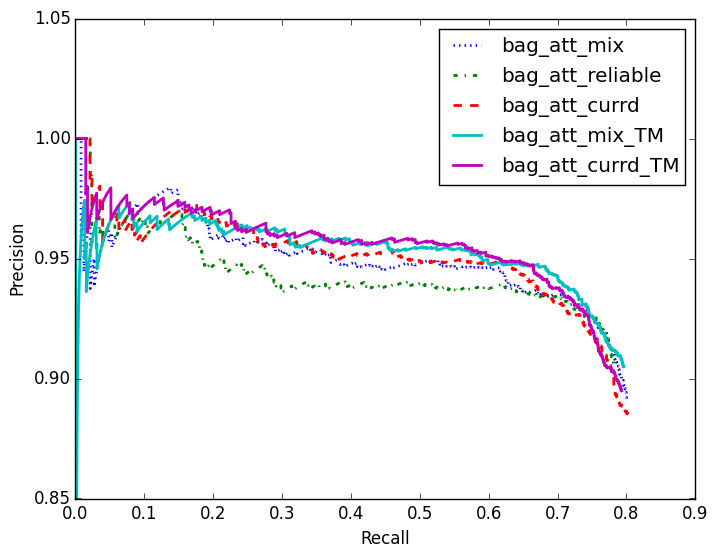 1.05
1.00
0.95
0.90
0.85
Precision
bag_att_mix
bag_att_reliable
bag_att_currd
bag_att_mix_TM
bag_att_currd_TM
0.0 0.1 0.2 0.3 0.4 0.5 0.6 0.7 0.8 0.9
Recall